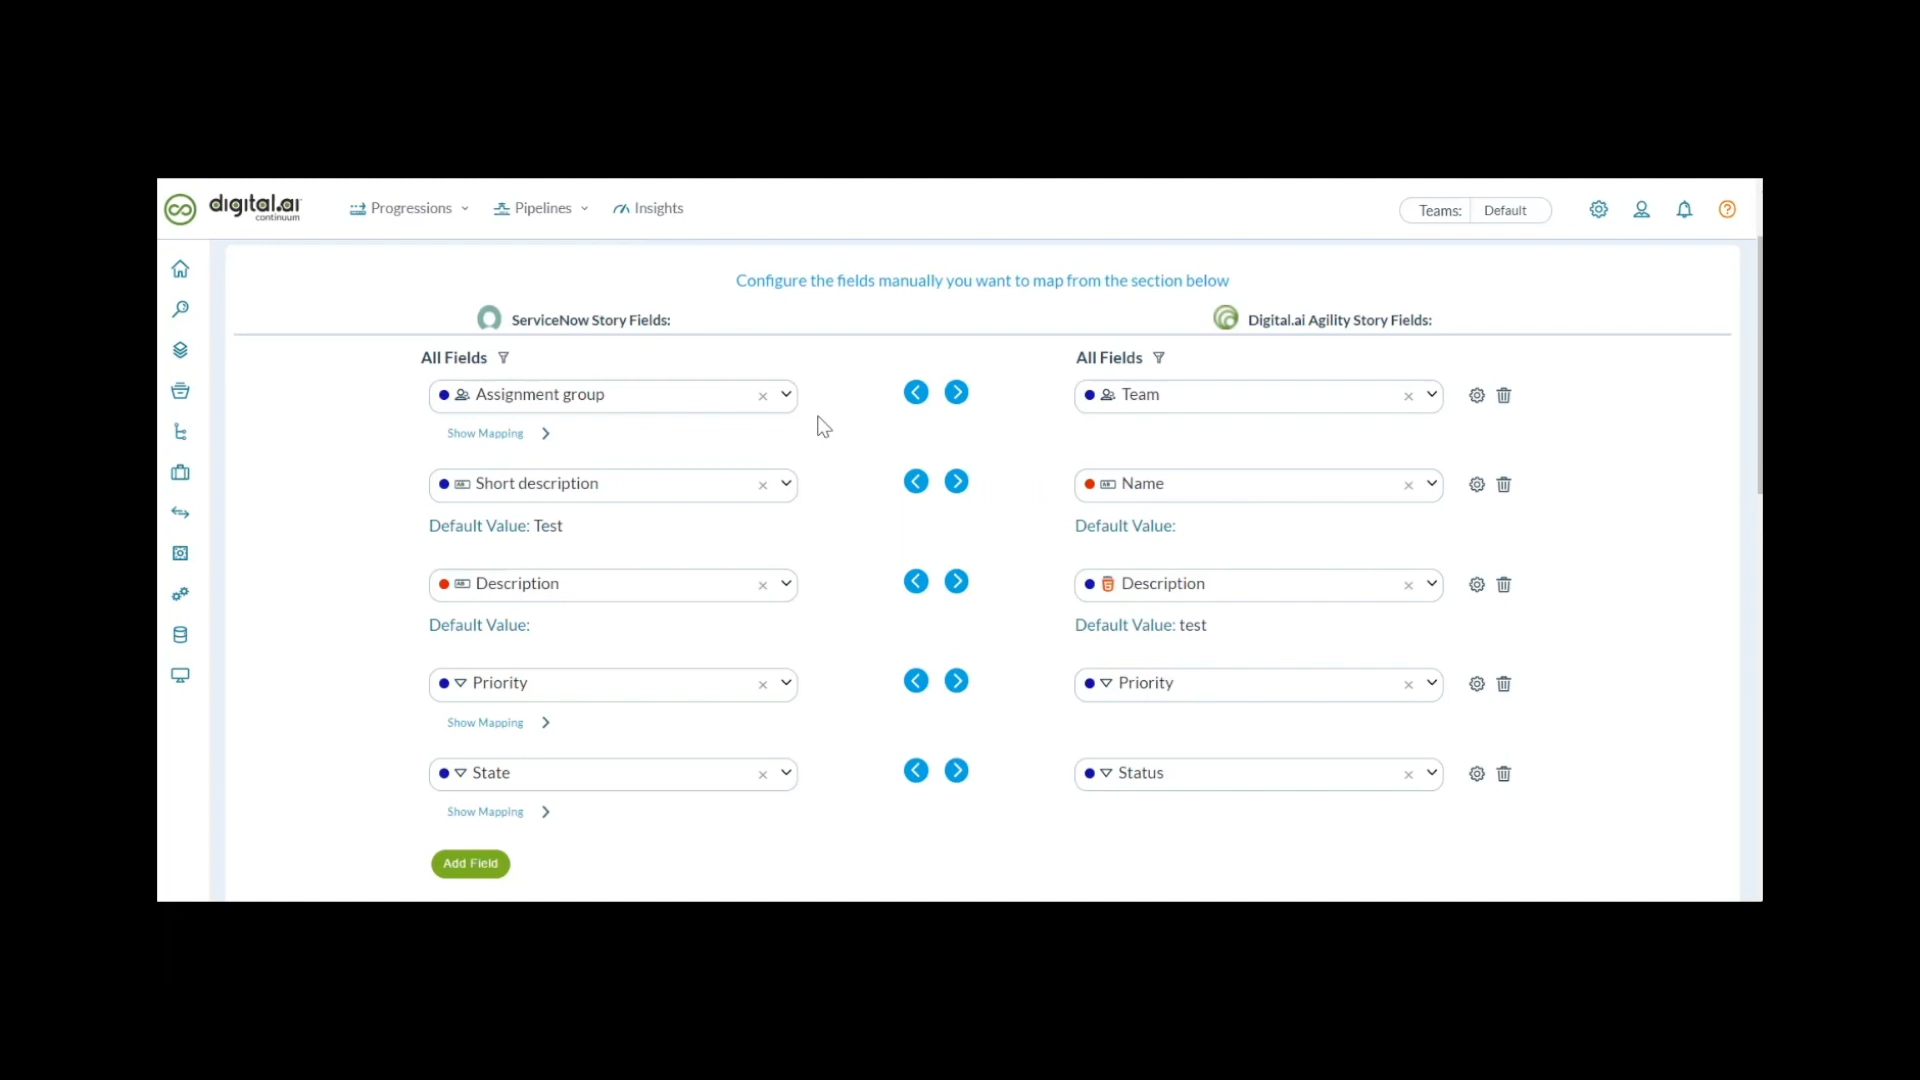 digital.ai
continuum
Progressions
Pipelines
Insights
Teams: Default
Configure the fields manually you want to map from the section below
ServiceNow Story Fields:
Digital.ai Agility Story Fields:
All Fields
All Fields
Assignment group
Team
Show Mapping
Short description
Name
Default Value: Test
Default Value:
Description
Description
Default Value:
Default Value: test
Priority
Priority
Show Mapping
State
Status
Show Mapping
Add Field